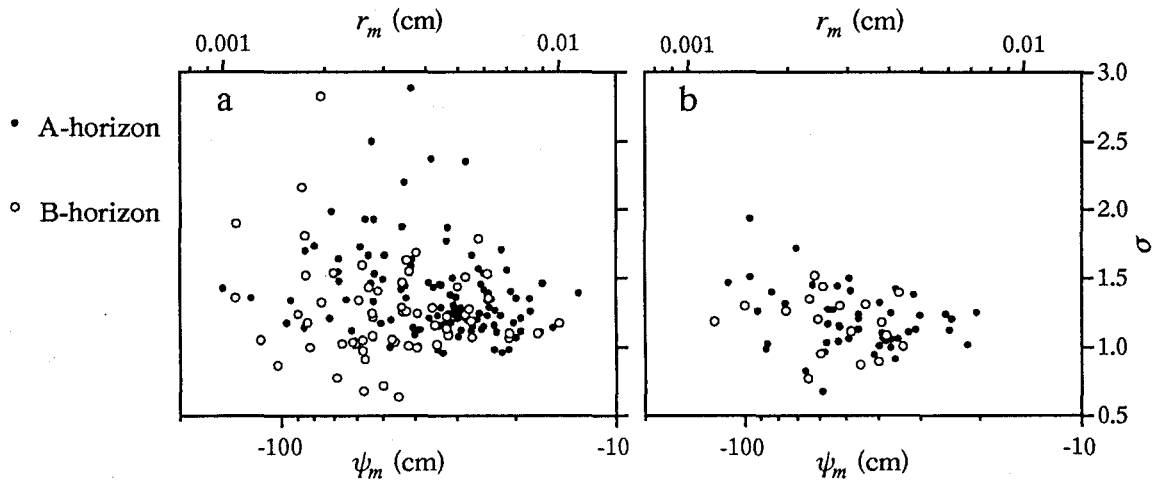 r_m (cm)
r_m (cm)
0.001
0.01
0.001
0.01
a
b
A-horizon
B-horizon
3.0
2.5
2.0
1.5
1.0
0.5
σ
-100
-10
-100
-10
ψ_m (cm)
ψ_m (cm)